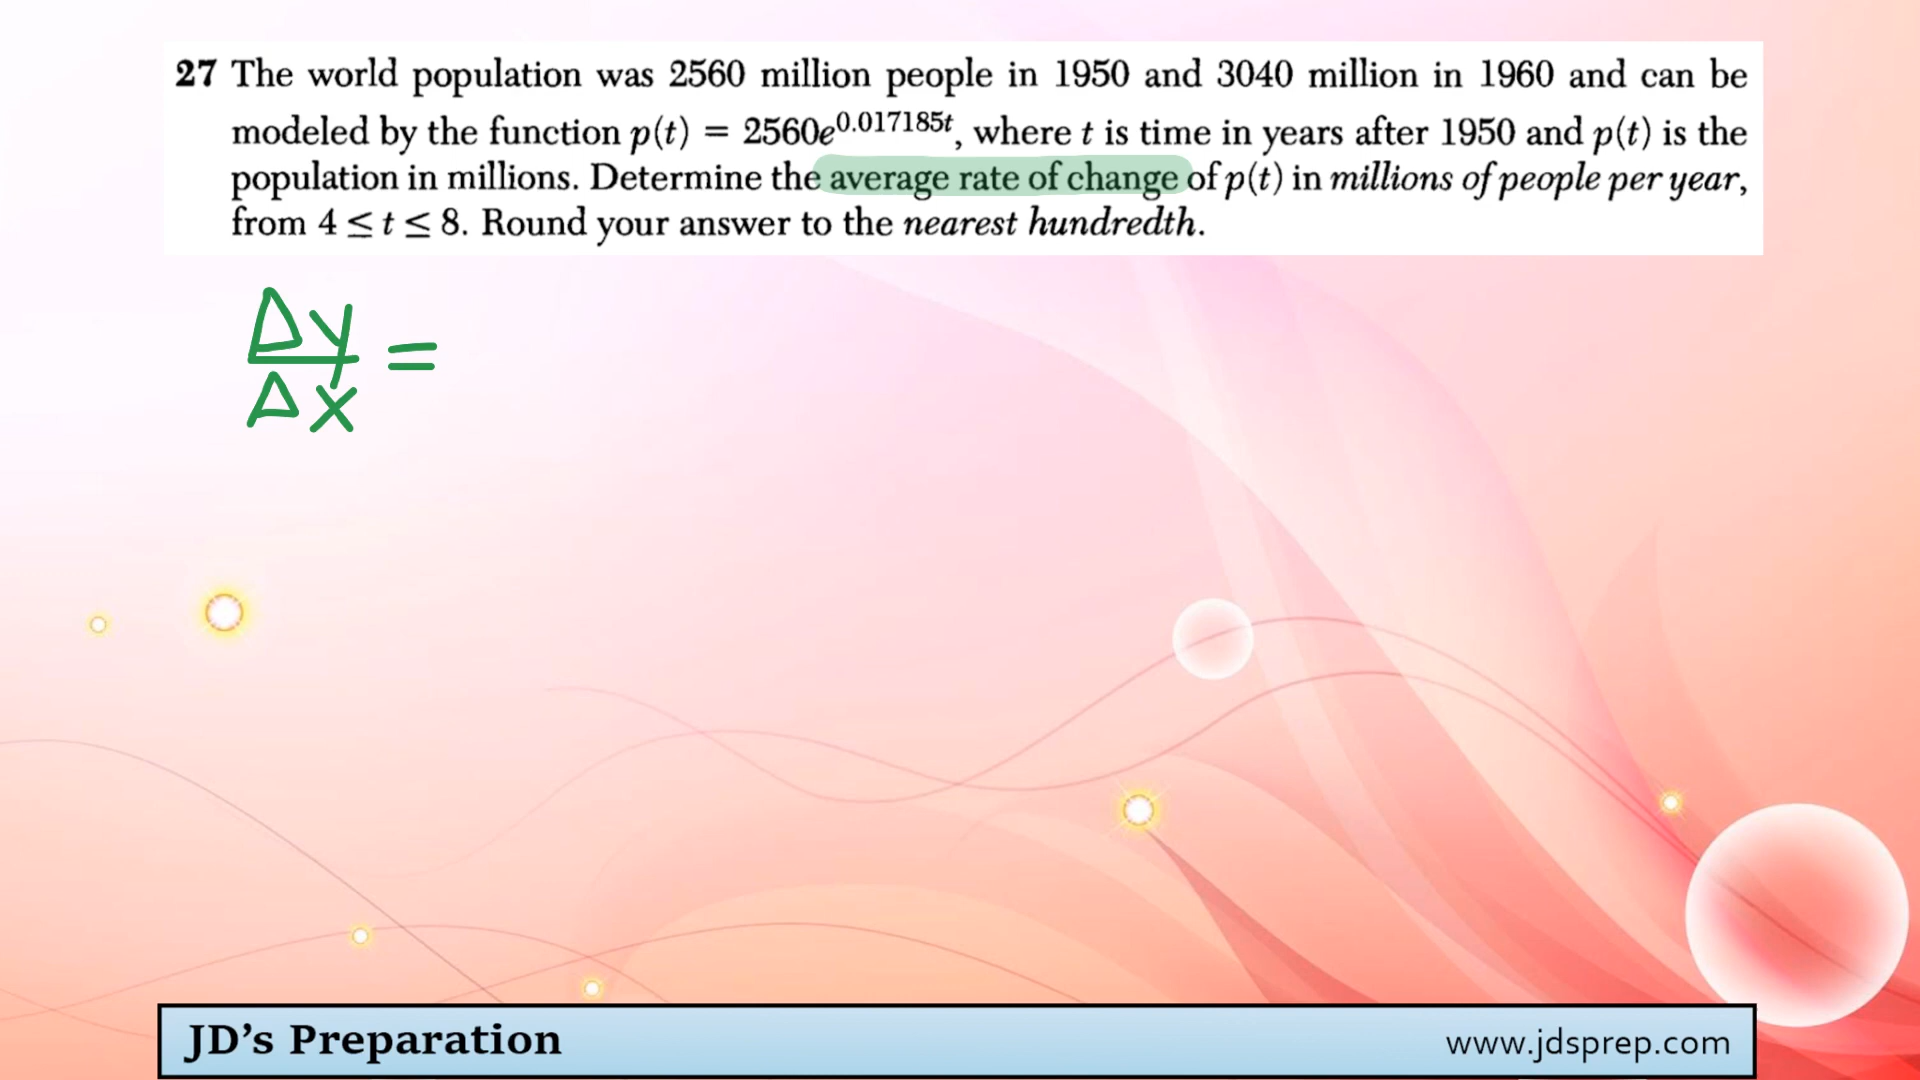 27 The world population was 2560 million people in 1950 and 3040 million in 1960 and can be
modeled by the function p(t) = 2560e^0.017185t, where t is time in years after 1950 and p(t) is the
population in millions. Determine the average rate of change of p(t) in millions of people per year,
from 4 ≤ t ≤ 8. Round your answer to the nearest hundredth.
Δy
Δx =
JD’s Preparation
www.jdsprep.com